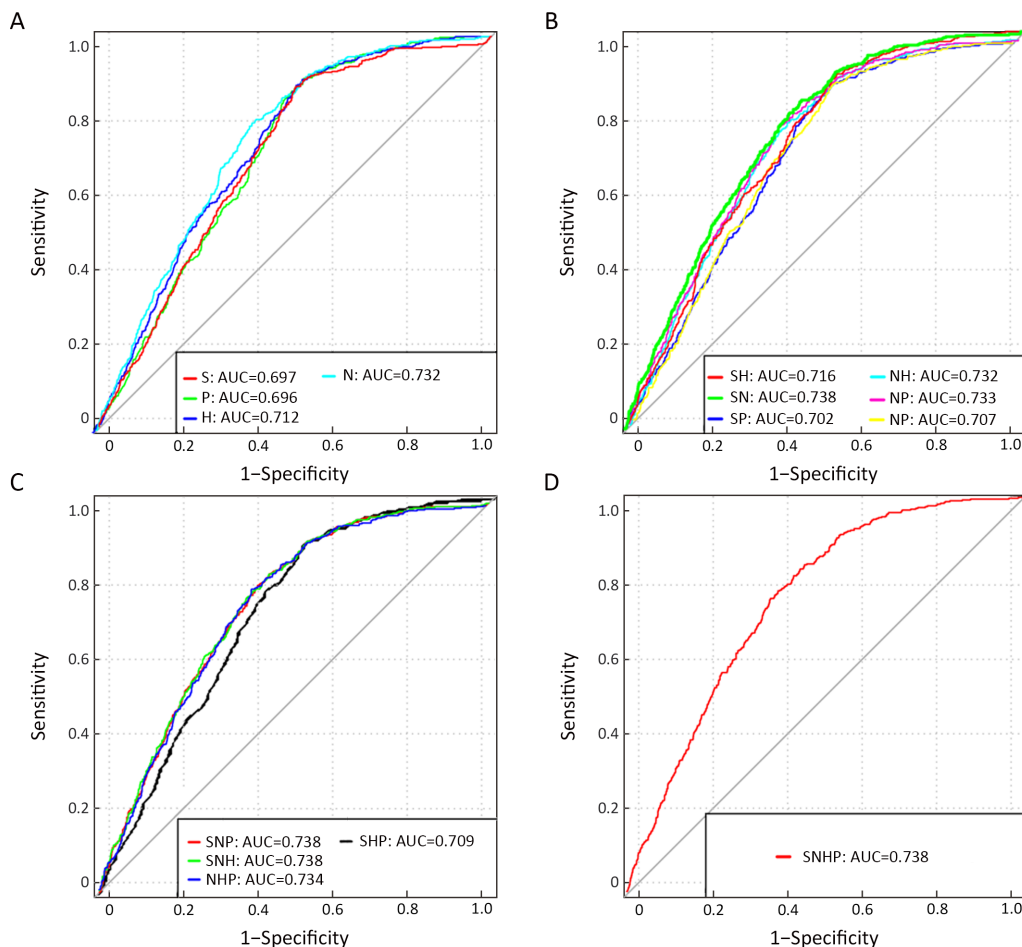 A
1.0
0.8
0.6
0.4
0.2
0
Sensitivity
S: AUC=0.697
N: AUC=0.732
P: AUC=0.696
H: AUC=0.712
0 0.2 0.4 0.6 0.8 1.0
1−Specificity
B
1.0
0.8
0.6
0.4
0.2
0
Sensitivity
SH: AUC=0.716
NH: AUC=0.732
SN: AUC=0.738
NP: AUC=0.733
SP: AUC=0.702
NP: AUC=0.707
0 0.2 0.4 0.6 0.8 1.0
1−Specificity
C
1.0
0.8
0.6
0.4
0.2
0
Sensitivity
SNP: AUC=0.738
SHP: AUC=0.709
SNH: AUC=0.738
NHP: AUC=0.734
0 0.2 0.4 0.6 0.8 1.0
1−Specificity
D
1.0
0.8
0.6
0.4
0.2
0
Sensitivity
SNHP: AUC=0.738
0 0.2 0.4 0.6 0.8 1.0
1−Specificity